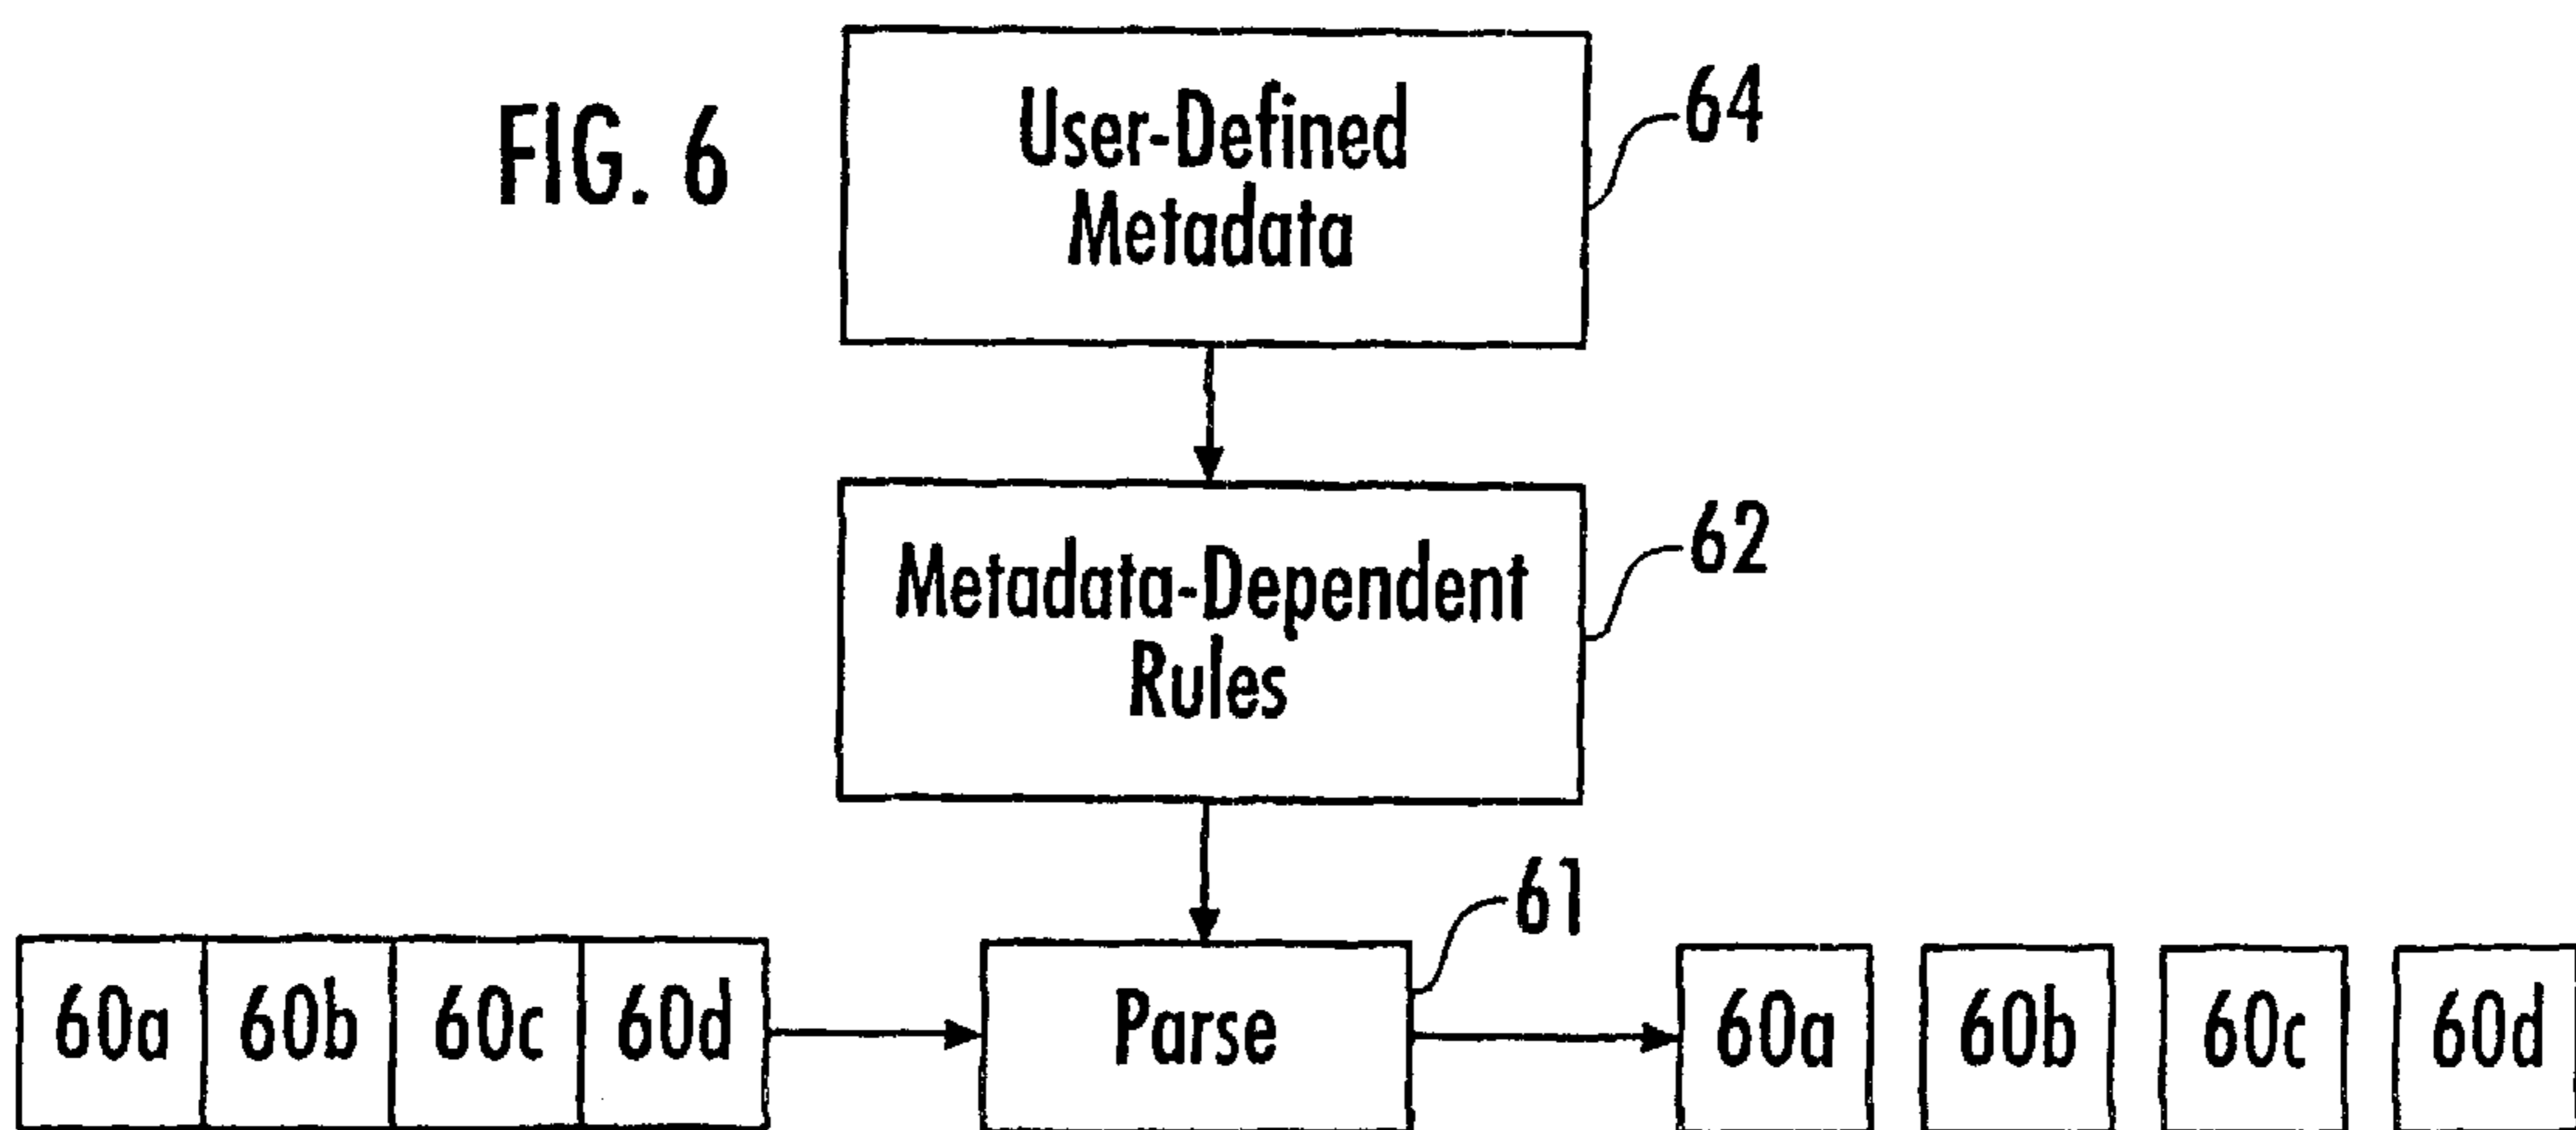 FIG. 6
User-Defined
Metadata
64
Metadata-Dependent
Rules
62
61
60a 60b 60c 60d
Parse
60a 60b 60c 60d